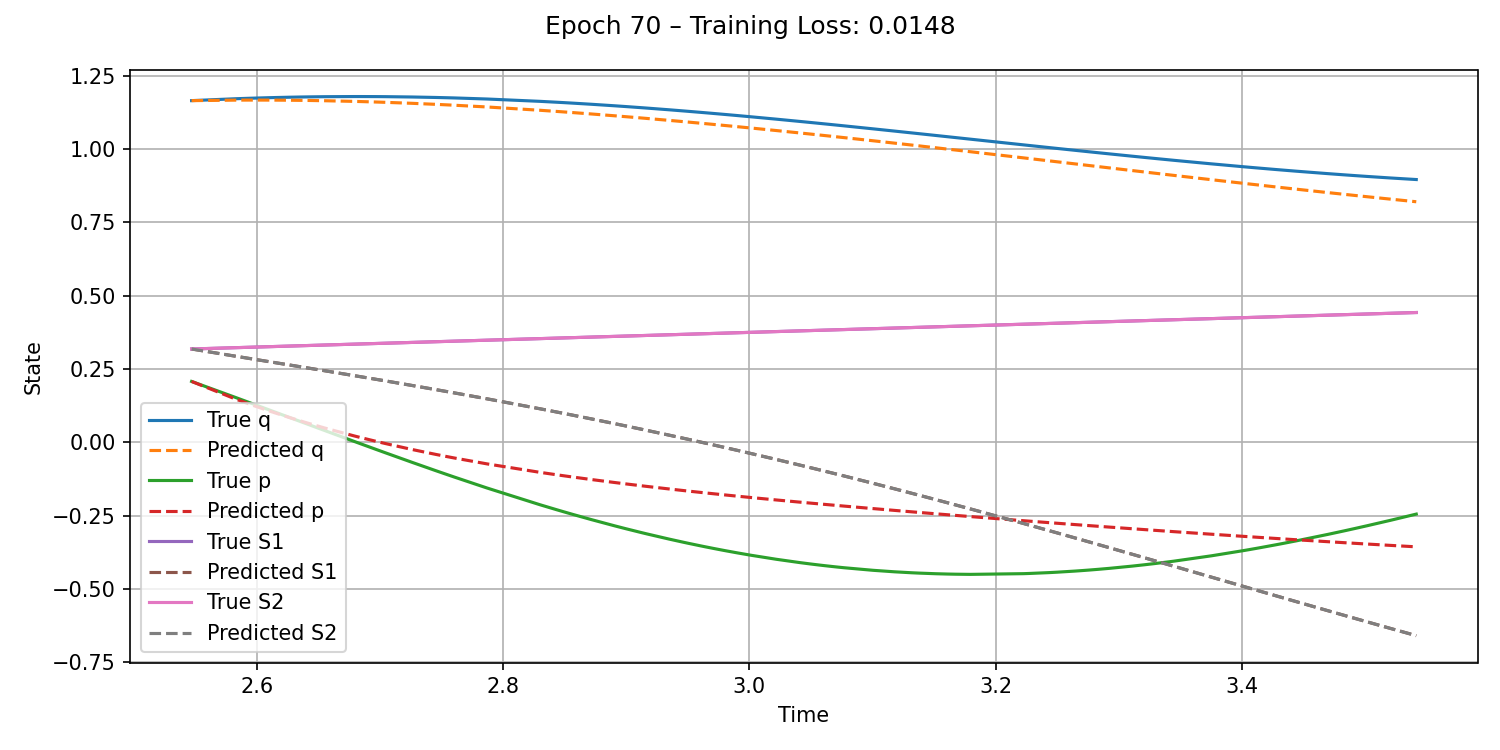 Epoch 70 – Training Loss: 0.0148
1.25
1.00
0.75
0.50
0.25
0.00
−0.25
−0.50
−0.75
State
True q
Predicted q
True p
Predicted p
True S1
Predicted S1
True S2
Predicted S2
2.6 2.8 3.0 3.2 3.4
Time